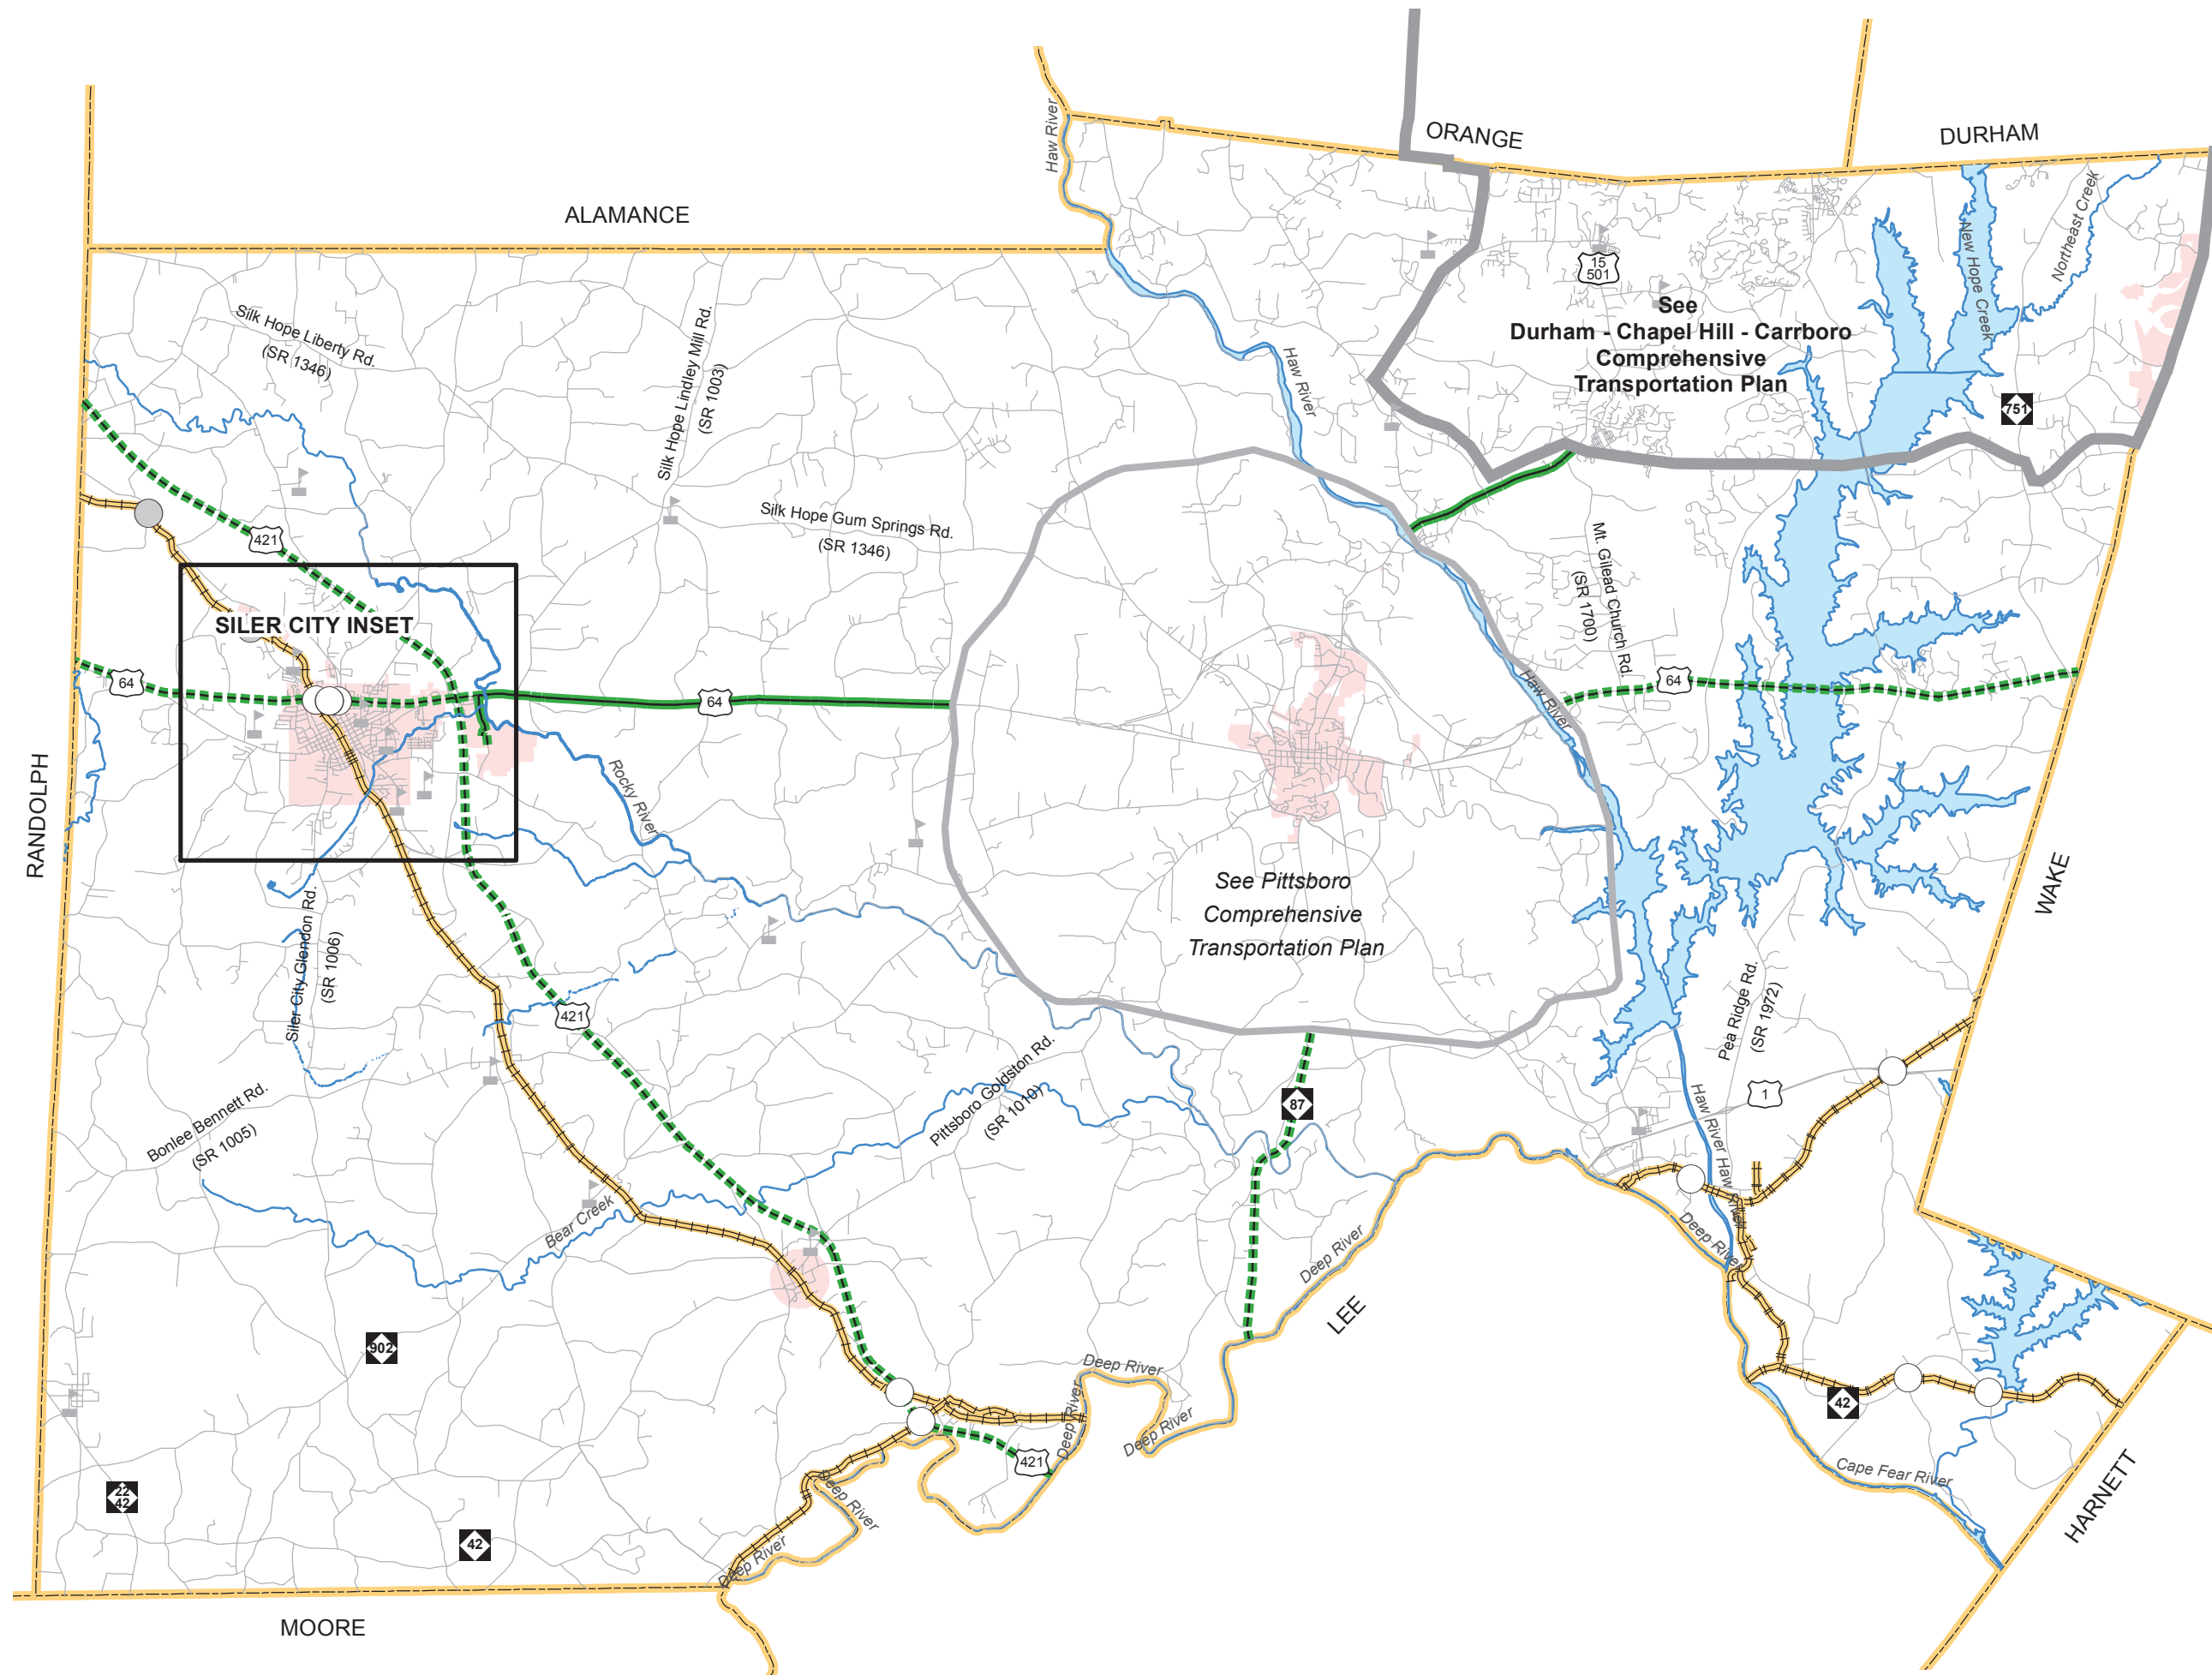 ORANGE
DURHAM
ALAMANCE
Haw River
Northeast Creek
New Hope Creek
15
501
See
Durham - Chapel Hill - Carrboro
Comprehensive
Transportation Plan
751
Silk Hope Liberty Rd.
(SR 1346)
Silk Hope Lindley Mill Rd.
(SR 1003)
Haw River
421
Silk Hope Gum Springs Rd.
(SR 1346)
Mt. Gilead Church Rd.
(SR 1700)
SILER CITY INSET
64
64
64
Haw River
RANDOLPH
Rocky River
See Pittsboro
Comprehensive
Transportation Plan
WAKE
Siler City Glendon Rd.
(SR 1006)
421
Pea Ridge Rd.
(SR 1972)
Bonlee Bennett Rd.
(SR 1005)
Pittsboro Goldston Rd.
(SR 1010)
87
1
Haw River
Haw River
Bear Creek
Deep River
Deep River
LEE
902
Deep River
Deep River
Deep River
42
421
22
42
42
Deep River
Deep River
Cape Fear River
HARNETT
MOORE